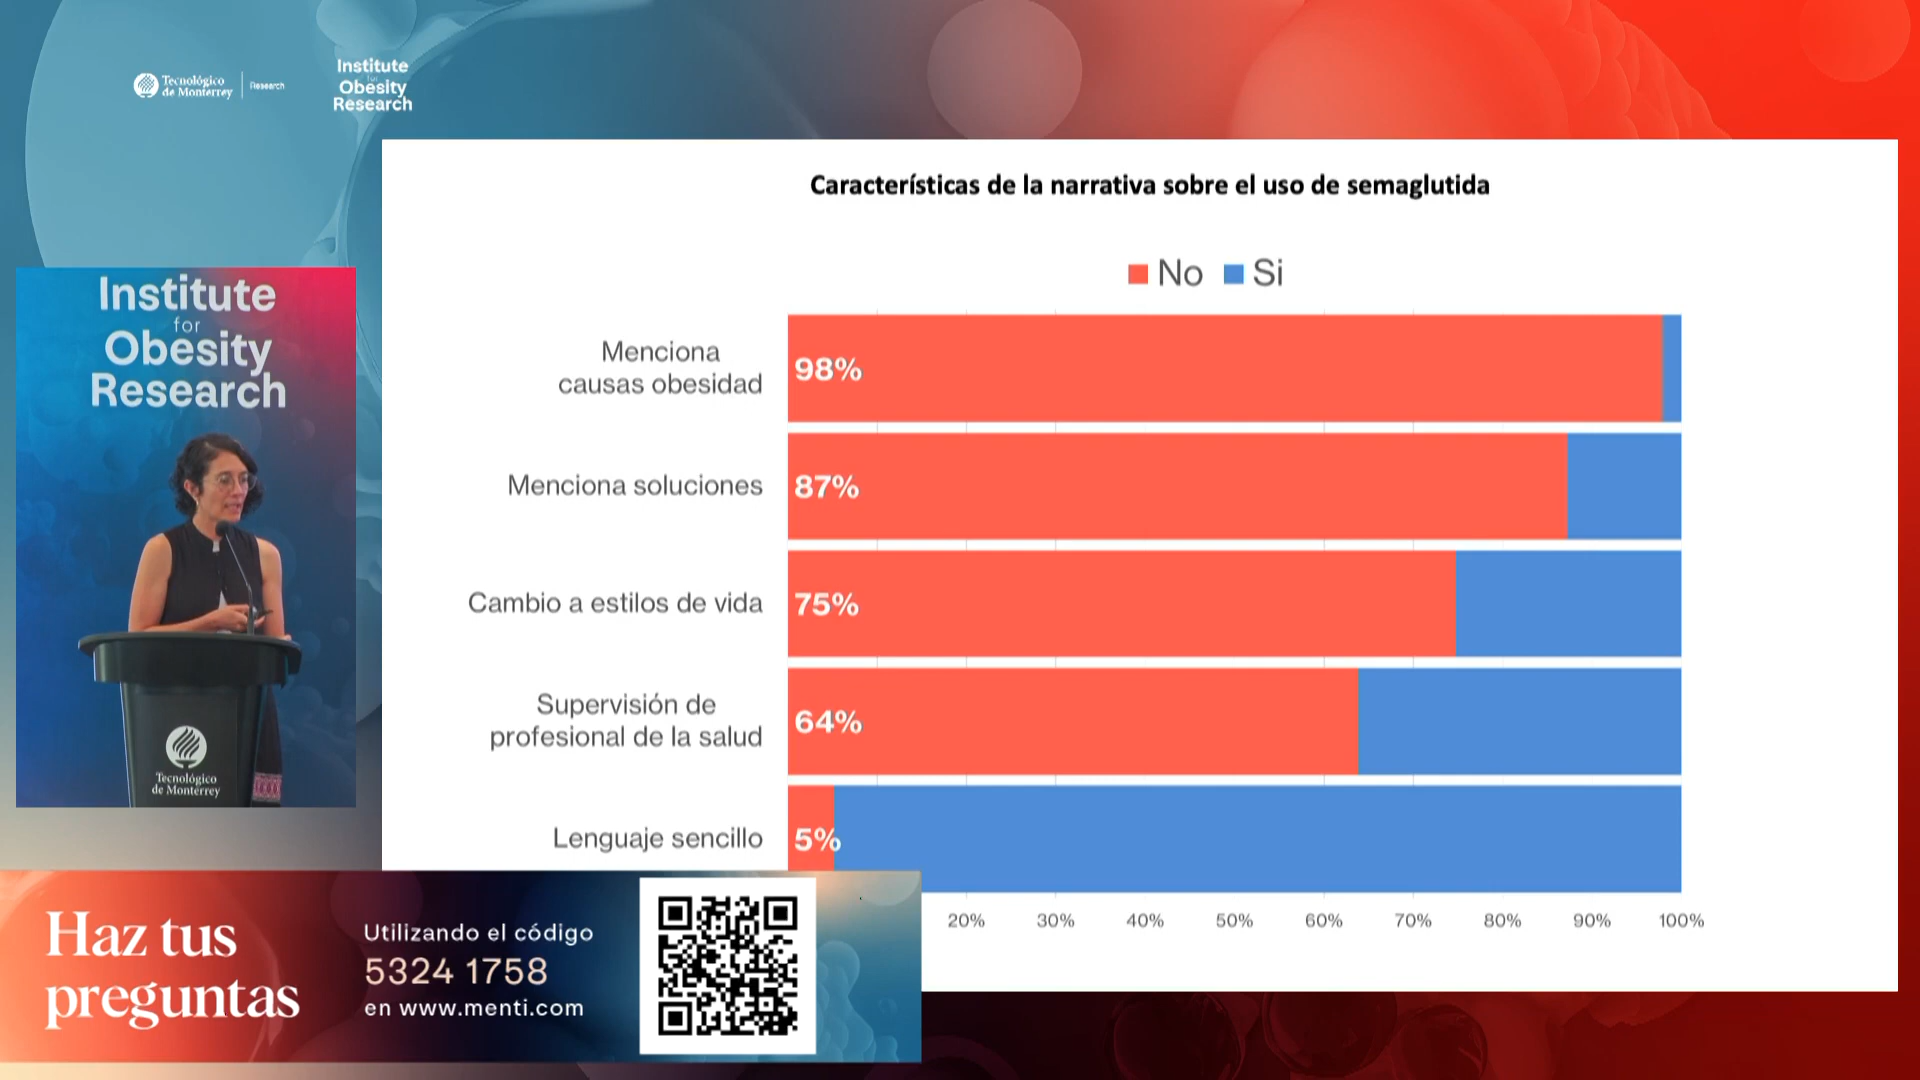 Tecnológico
de Monterrey
Research
Institute
for
Obesity
Research
Características de la narrativa sobre el uso de semaglutida
No
Si
Menciona
causas obesidad
98%
Menciona soluciones
87%
Cambio a estilos de vida
75%
Supervisión de
profesional de la salud
64%
Lenguaje sencillo
5%
20% 30% 40% 50% 60% 70% 80% 90% 100%
Institute
for
Obesity
Research
Tecnológico
de Monterrey
Haz tus
preguntas
Utilizando el código
5324 1758
en www.menti.com